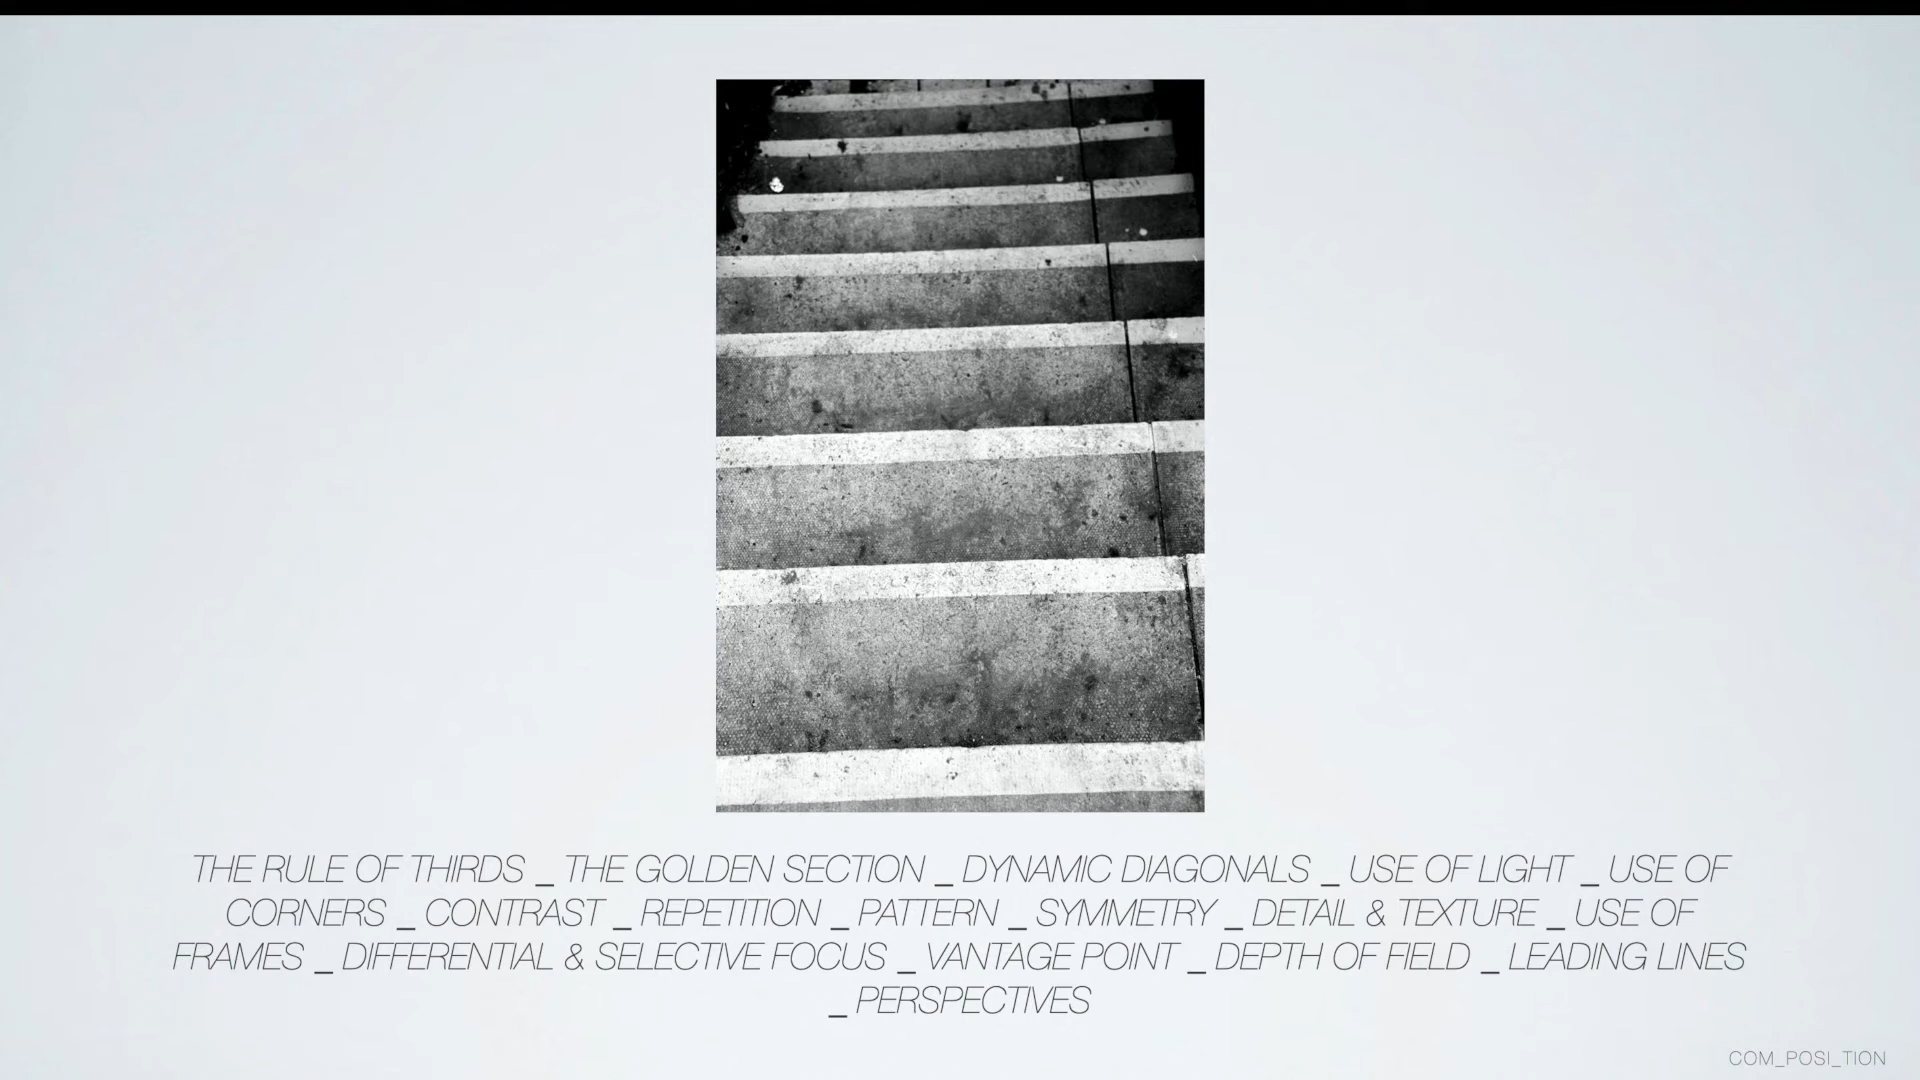 THE RULE OF THIRDS _ THE GOLDEN SECTION _ DYNAMIC DIAGONALS _ USE OF LIGHT _ USE OF
CORNERS _ CONTRAST _ REPETITION _ PATTERN _ SYMMETRY _ DETAIL & TEXTURE _ USE OF
FRAMES _ DIFFERENTIAL & SELECTIVE FOCUS _ VANTAGE POINT _ DEPTH OF FIELD _ LEADING LINES
_ PERSPECTIVES
COM_POSI_TION